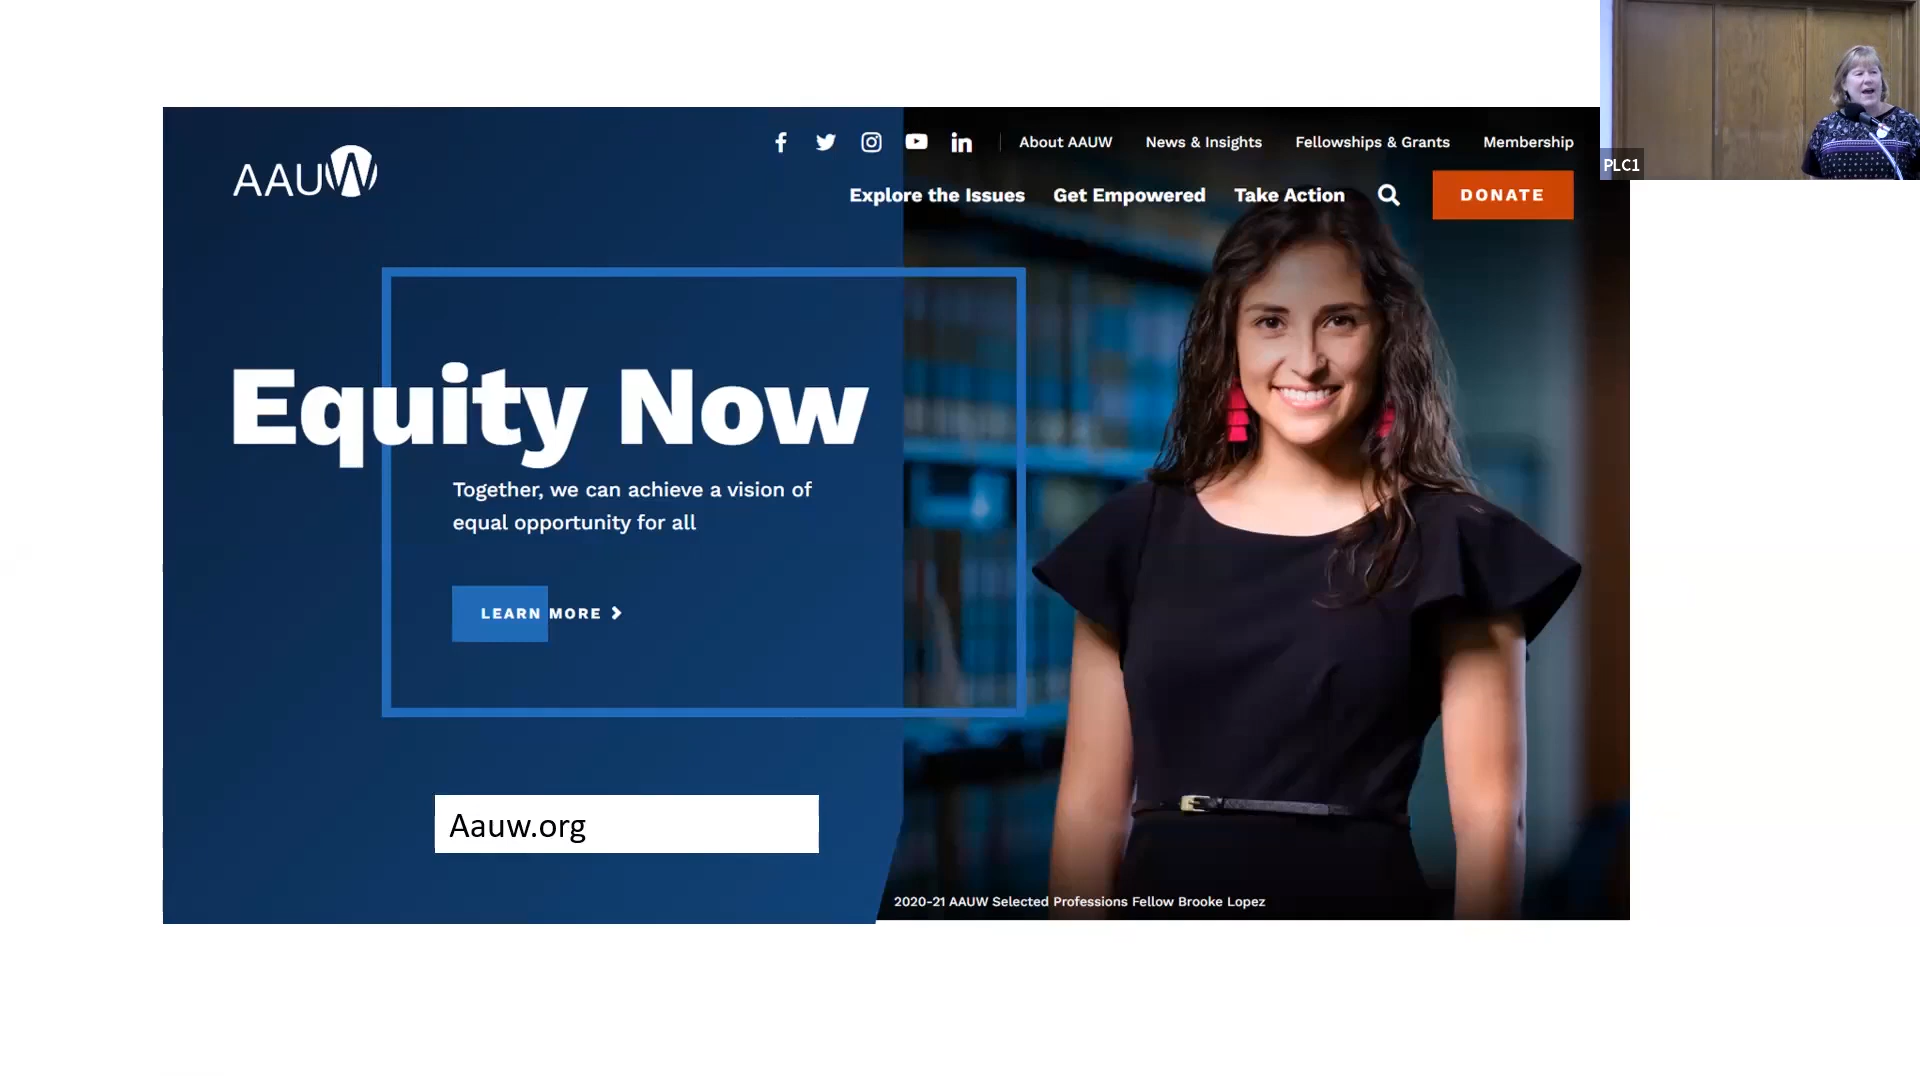 PLC1
AAUW
About AAUW News & Insights Fellowships & Grants Membership
Explore the Issues Get Empowered Take Action DONATE
Equity Now
Together, we can achieve a vision of
equal opportunity for all
LEARN MORE
Aauw.org
2020-21 AAUW Selected Professions Fellow Brooke Lopez